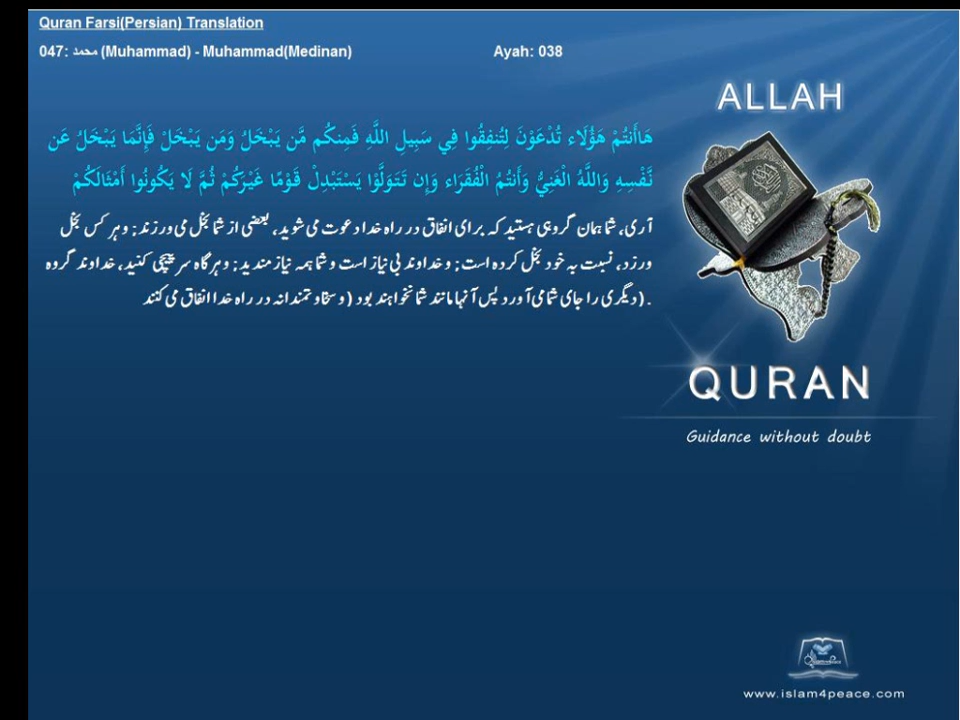 Quran Farsi(Persian) Translation
047: محمد (Muhammad) - Muhammad(Medinan) Ayah: 038
ALLAH
هَاأَنتُمْ هَؤُلَاء تُدْعَوْنَ لِتُنفِقُوا فِي سَبِيلِ اللَّهِ فَمِنكُم مَّن يَبْخَلُ وَمَن يَبْخَلْ فَإِنَّمَا يَبْخَلُ عَن
نَّفْسِهِ وَاللَّهُ الْغَنِيُّ وَأَنتُمُ الْفُقَرَاء وَإِن تَتَوَلَّوْا يَسْتَبْدِلْ قَوْمًا غَيْرَكُمْ ثُمَّ لَا يَكُونُوا أَمْثَالَكُمْ
آری، شما همان گروهی هستید که برای انفاق در راه خدا دعوت می شوید، بعضی از شما بخل می ورزند; و هر کس بخل
ورزد، نسبت به خود بخل کرده است; و خداوند بی نیاز است و شما همه نیازمندید; و هرگاه سرپیچی کنید، خداوند گروه
دیگری را جای شما می آورد پس آنها مانند شما نخواهند بود (و سخاوتمندانه در راه خدا انفاق می کنند).
QURAN
Guidance without doubt
www.islam4peace.com